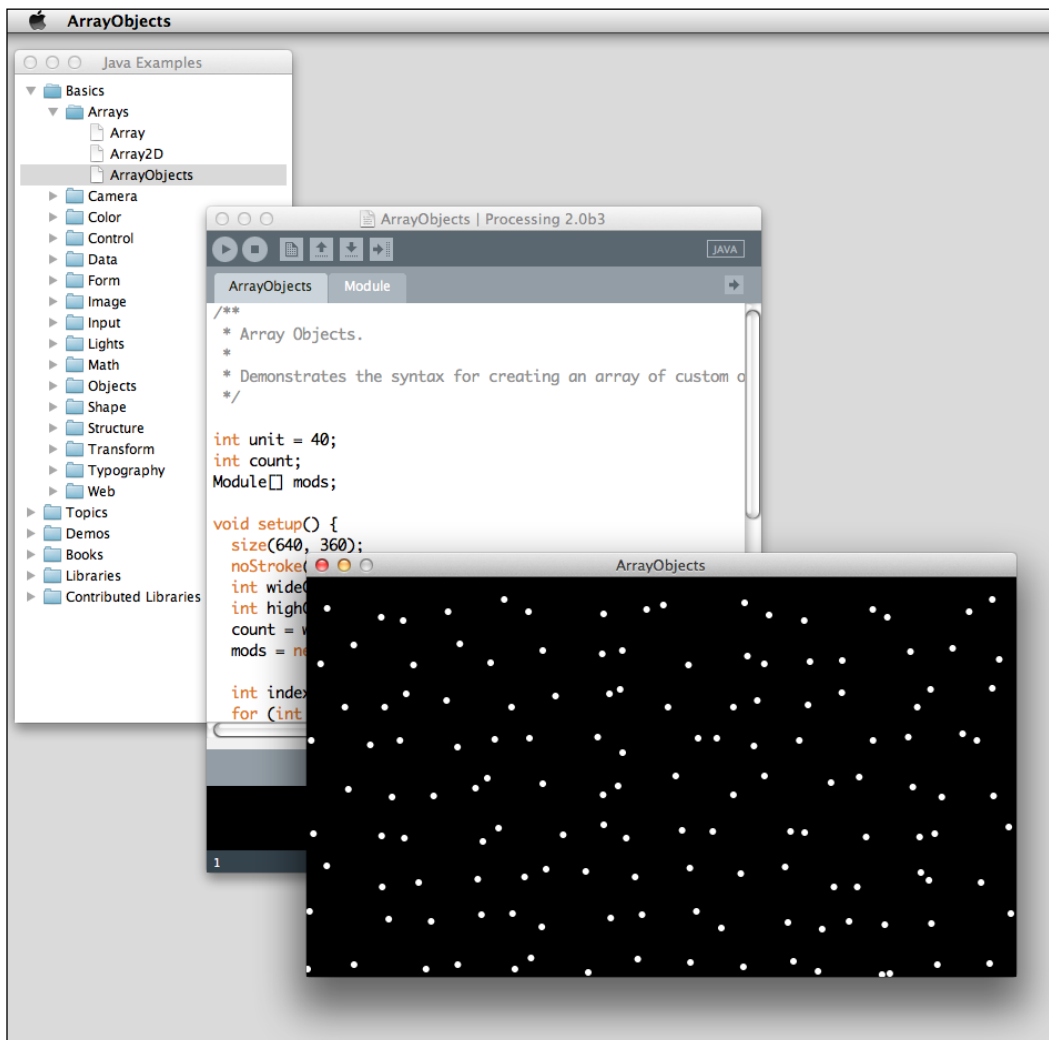 ArrayObjects
Java Examples
Basics
Arrays
Array
Array2D
ArrayObjects
Camera
Color
Control
Data
Form
Image
Input
Lights
Math
Objects
Shape
Structure
Transform
Typography
Web
Topics
Demos
Books
Libraries
Contributed Libraries
ArrayObjects | Processing 2.0b3
JAVA
ArrayObjects Module
/**
* Array Objects.
*
* Demonstrates the syntax for creating an array of custom o
*/
int unit = 40;
int count;
Module[] mods;
void setup() {
size(640, 360);
noStroke(
int wide
int high
count =
mods = ne
int index
for (int
1
ArrayObjects